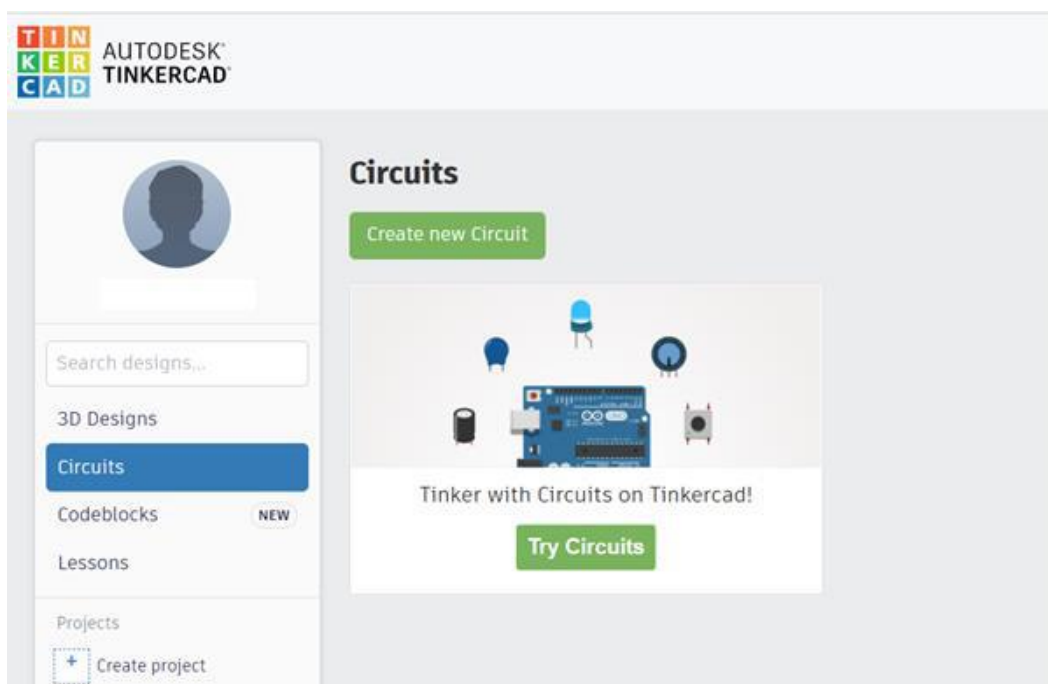 TIN
KER
CAD
AUTODESK®
TINKERCAD®
Circuits
Create new Circuit
Search designs...
3D Designs
Circuits
Codeblocks NEW
Lessons
Projects
+ Create project
Tinker with Circuits on Tinkercad!
Try Circuits